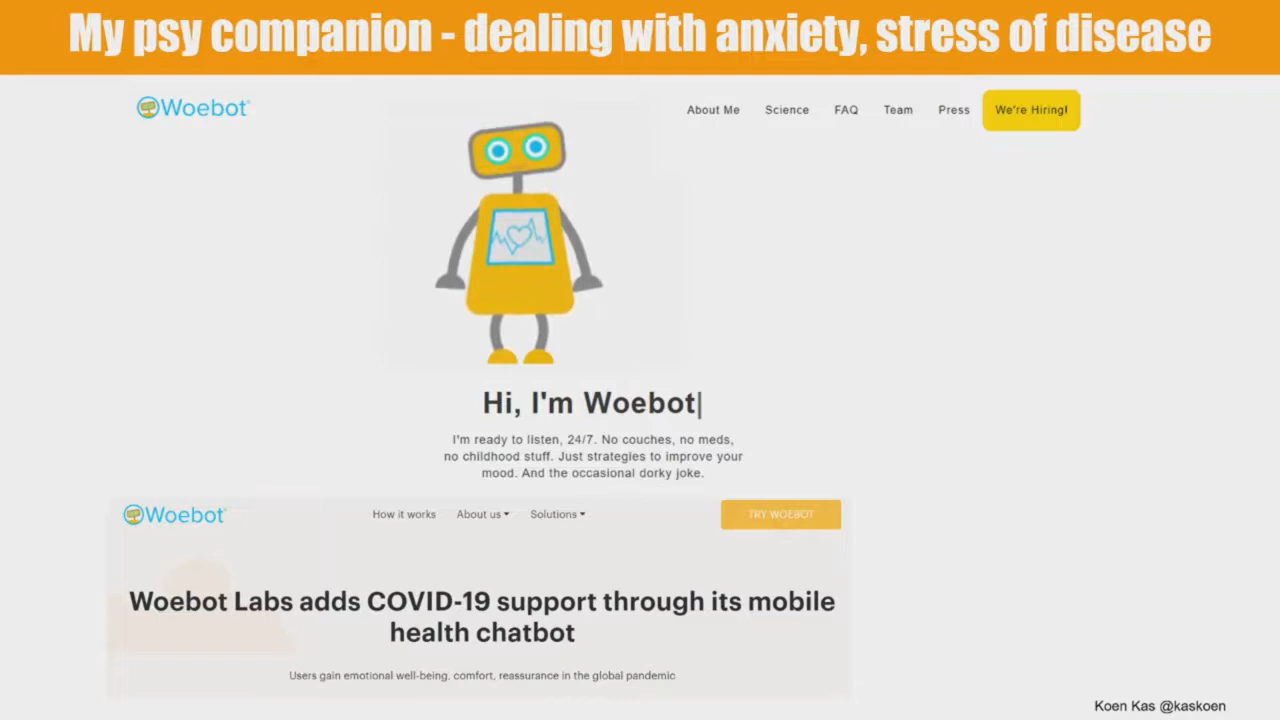 My psy companion - dealing with anxiety, stress of disease
Woebot
About Me Science FAQ Team Press We're Hiring!
Hi, I'm Woebot|
I'm ready to listen, 24/7. No couches, no meds,
no childhood stuff. Just strategies to improve your
mood. And the occasional dorky joke.
Woebot
How it works About us Solutions TRY WOEBOT
Woebot Labs adds COVID-19 support through its mobile
health chatbot
Users gain emotional well-being, comfort, reassurance in the global pandemic
Koen Kas @kaskoen